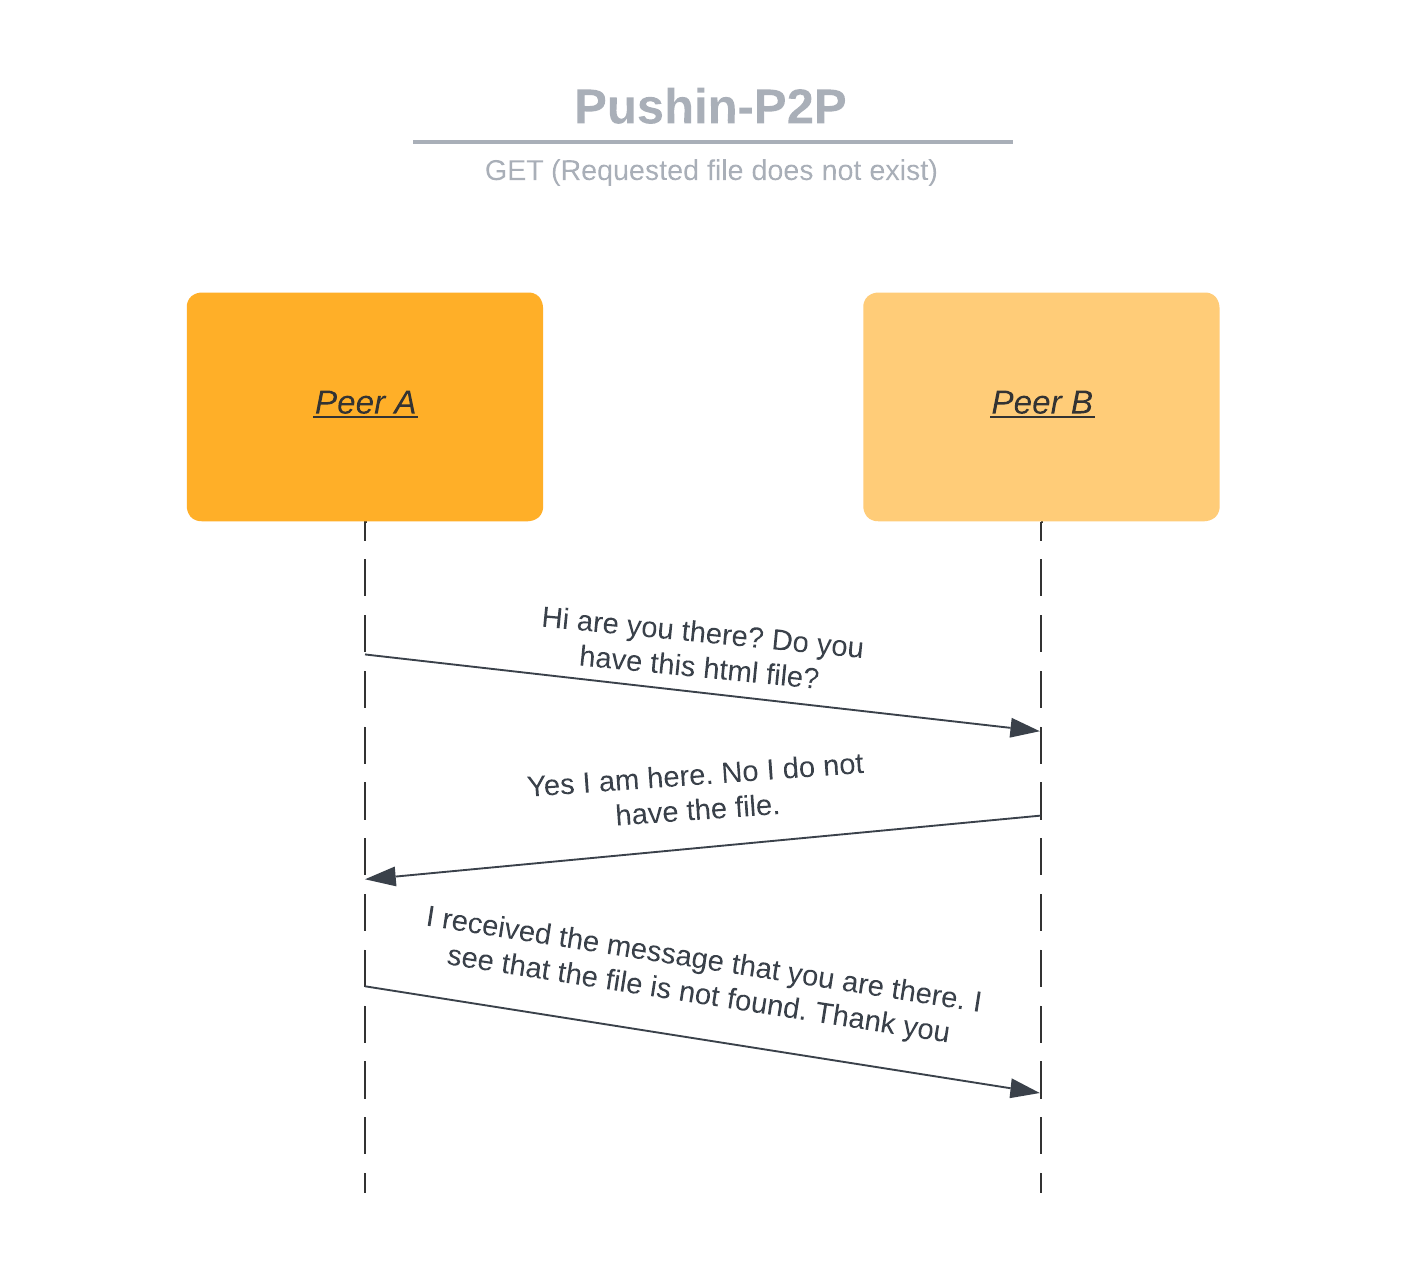 Pushin-P2P
GET (Requested file does not exist)
Peer A
Peer B
Hi are you there? Do you
have this html file?
Yes I am here. No I do not
have the file.
I received the message that you are there. I
see that the file is not found. Thank you